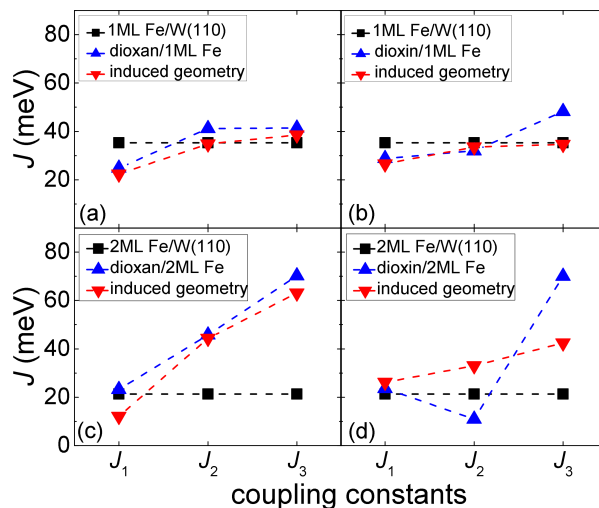 80
60
40
20
J (meV)
1ML Fe/W(110)
dioxan/1ML Fe
induced geometry
(a)
1ML Fe/W(110)
dioxin/1ML Fe
induced geometry
(b)
80
60
40
20
0
J (meV)
2ML Fe/W(110)
dioxan/2ML Fe
induced geometry
(c)
2ML Fe/W(110)
dioxin/2ML Fe
induced geometry
(d)
J₁ J₂ J₃ J₁ J₂ J₃
coupling constants